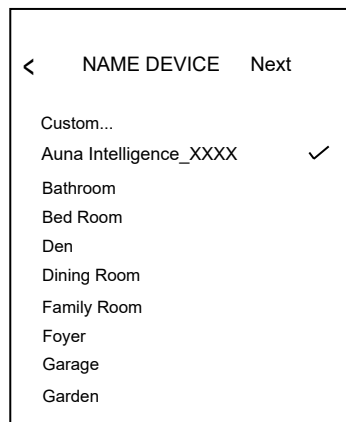 < NAME DEVICE Next
Custom...
Auna Intelligence_XXXX
Bathroom
Bed Room
Den
Dining Room
Family Room
Foyer
Garage
Garden